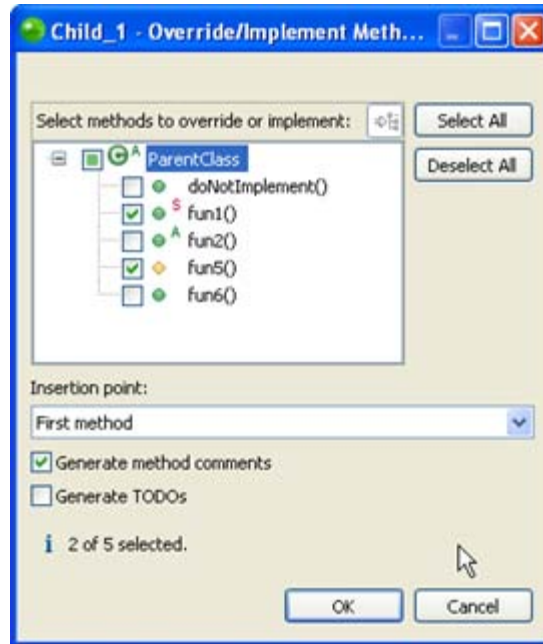 Child_1 - Override/Implement Meth...
Select methods to override or implement:
Select All
Deselect All
C A ParentClass
doNotImplement()
S fun1()
A fun2()
fun5()
fun6()
Insertion point:
First method
Generate method comments
Generate TODOs
i 2 of 5 selected.
OK
Cancel